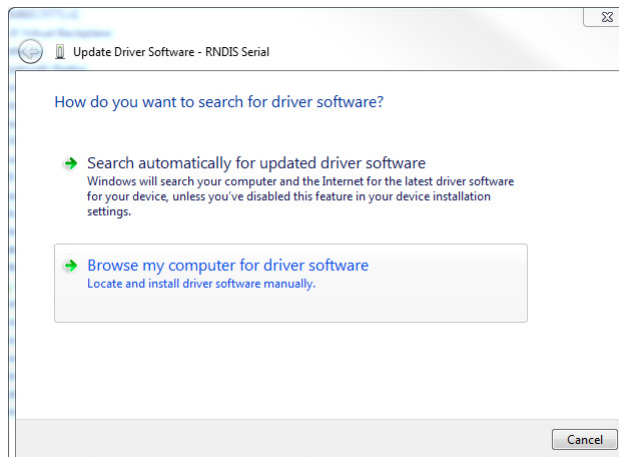 Update Driver Software - RNDIS Serial
How do you want to search for driver software?
Search automatically for updated driver software
Windows will search your computer and the Internet for the latest driver software
for your device, unless you've disabled this feature in your device installation
settings.
Browse my computer for driver software
Locate and install driver software manually.
Cancel